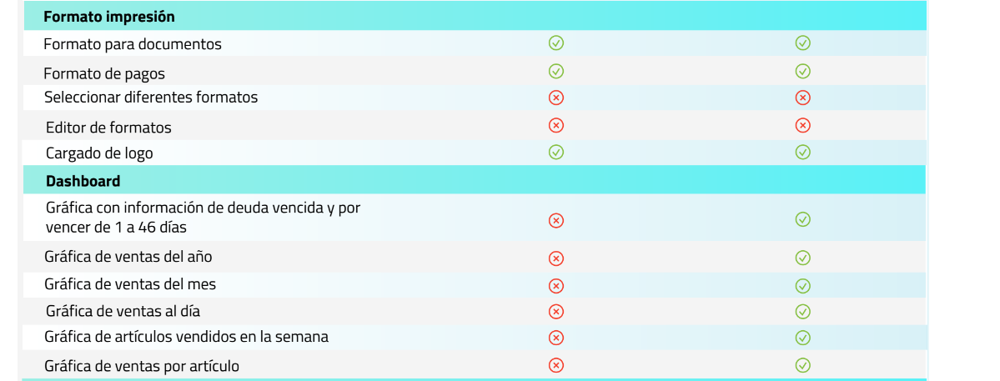 Formato impresión
Formato para documentos
Formato de pagos
Seleccionar diferentes formatos
Editor de formatos
Cargado de logo
Dashboard
Gráfica con información de deuda vencida y por
vencer de 1 a 46 días
Gráfica de ventas del año
Gráfica de ventas del mes
Gráfica de ventas al día
Gráfica de artículos vendidos en la semana
Gráfica de ventas por artículo